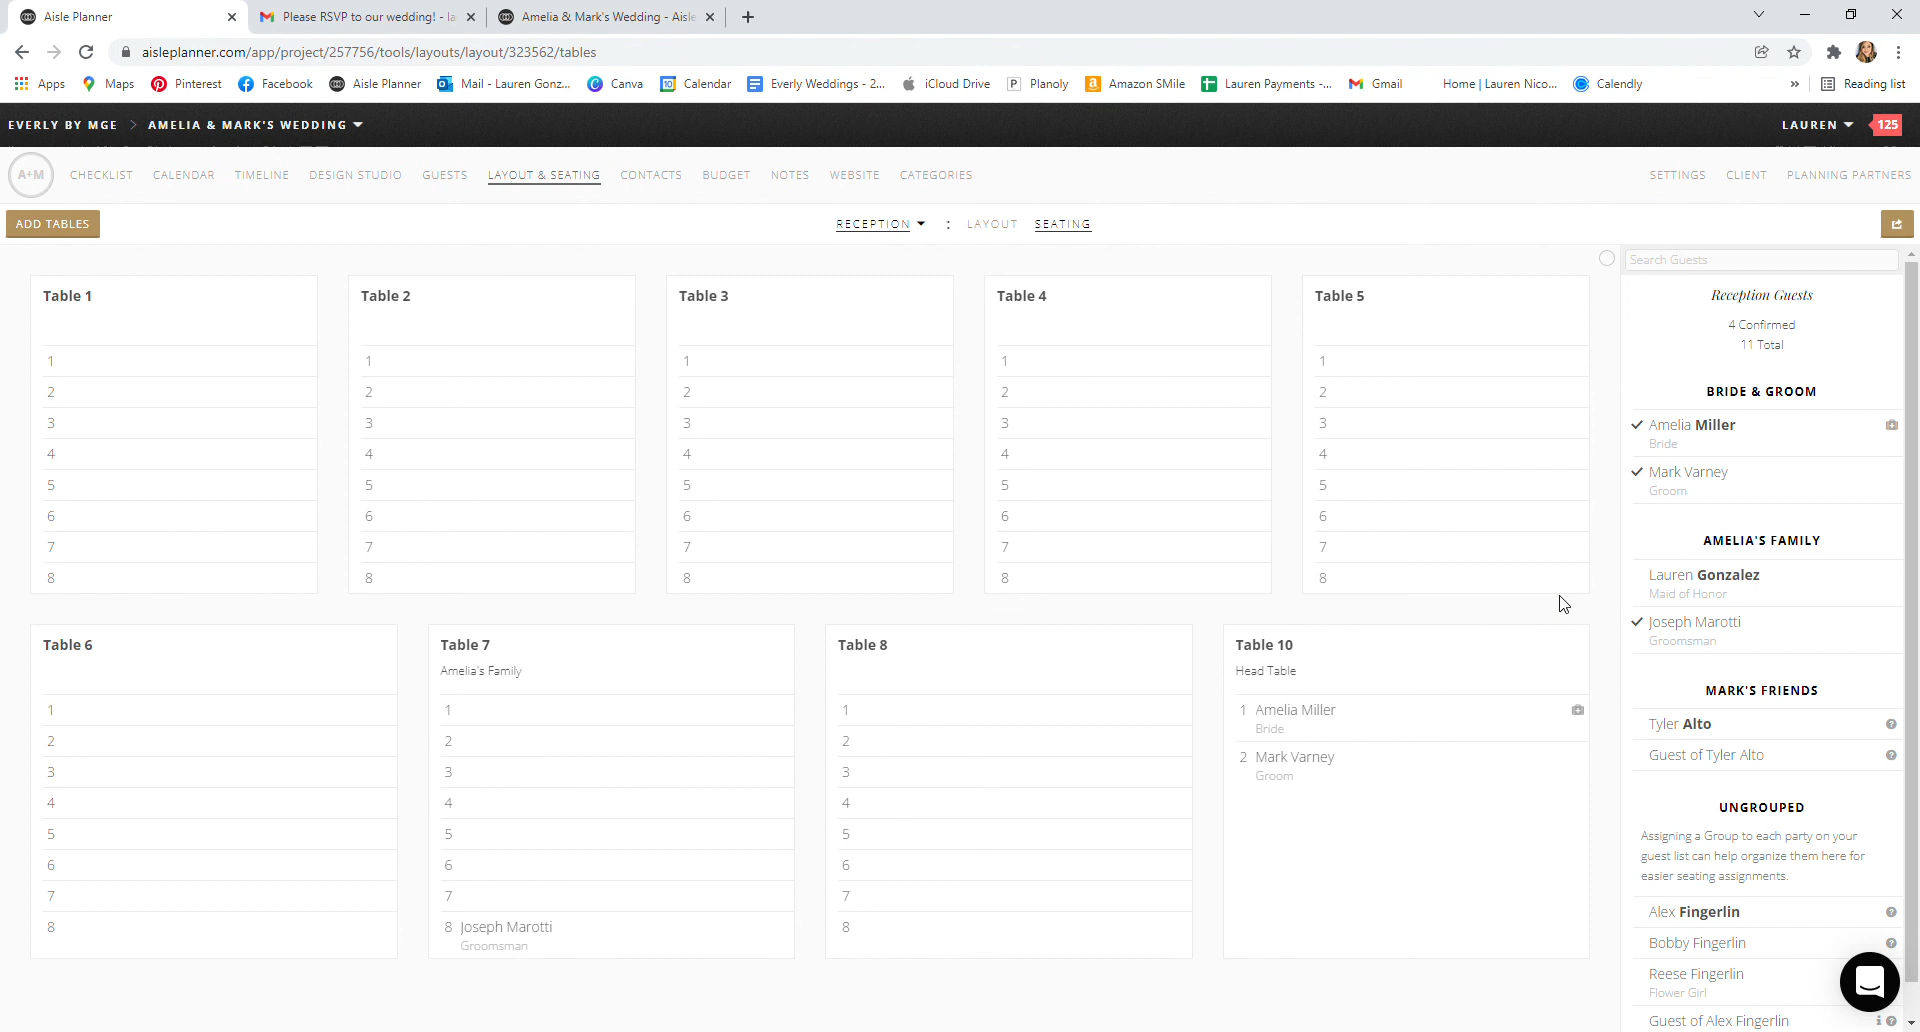 Aisle Planner
Please RSVP to our wedding! - la
Amelia & Mark's Wedding - Aisle
aisleplanner.com/app/project/257756/tools/layouts/layout/323562/tables
Apps
Maps
Pinterest
Facebook
Aisle Planner
Mail - Lauren Gonz...
Canva
Calendar
Everly Weddings - 2...
iCloud Drive
Planoly
Amazon SMile
Lauren Payments -...
Gmail
Home | Lauren Nico...
Calendly
»
Reading list
EVERLY BY MGE > AMELIA & MARK'S WEDDING
LAUREN
125
A+M
CHECKLIST
CALENDAR
TIMELINE
DESIGN STUDIO
GUESTS
LAYOUT & SEATING
CONTACTS
BUDGET
NOTES
WEBSITE
CATEGORIES
SETTINGS
CLIENT
PLANNING PARTNERS
ADD TABLES
RECEPTION : LAYOUT SEATING
Table 1
1
2
3
4
5
6
7
8
Table 2
1
2
3
4
5
6
7
8
Table 3
1
2
3
4
5
6
7
8
Table 4
1
2
3
4
5
6
7
8
Table 5
1
2
3
4
5
6
7
8
Table 6
1
2
3
4
5
6
7
8
Table 7
Amelia's Family
1
2
3
4
5
6
7
8 Joseph Marotti
Groomsman
Table 8
1
2
3
4
5
6
7
8
Table 10
Head Table
1 Amelia Miller
Bride
2 Mark Varney
Groom
Search Guests
Reception Guests
4 Confirmed
11 Total
BRIDE & GROOM
Amelia Miller
Bride
Mark Varney
Groom
AMELIA'S FAMILY
Lauren Gonzalez
Maid of Honor
Joseph Marotti
Groomsman
MARK'S FRIENDS
Tyler Alto
Guest of Tyler Alto
UNGROUPED
Assigning a Group to each party on your
guest list can help organize them here for
easier seating assignments.
Alex Fingerlin
Bobby Fingerlin
Reese Fingerlin
Flower Girl
Guest of Alex Fingerlin